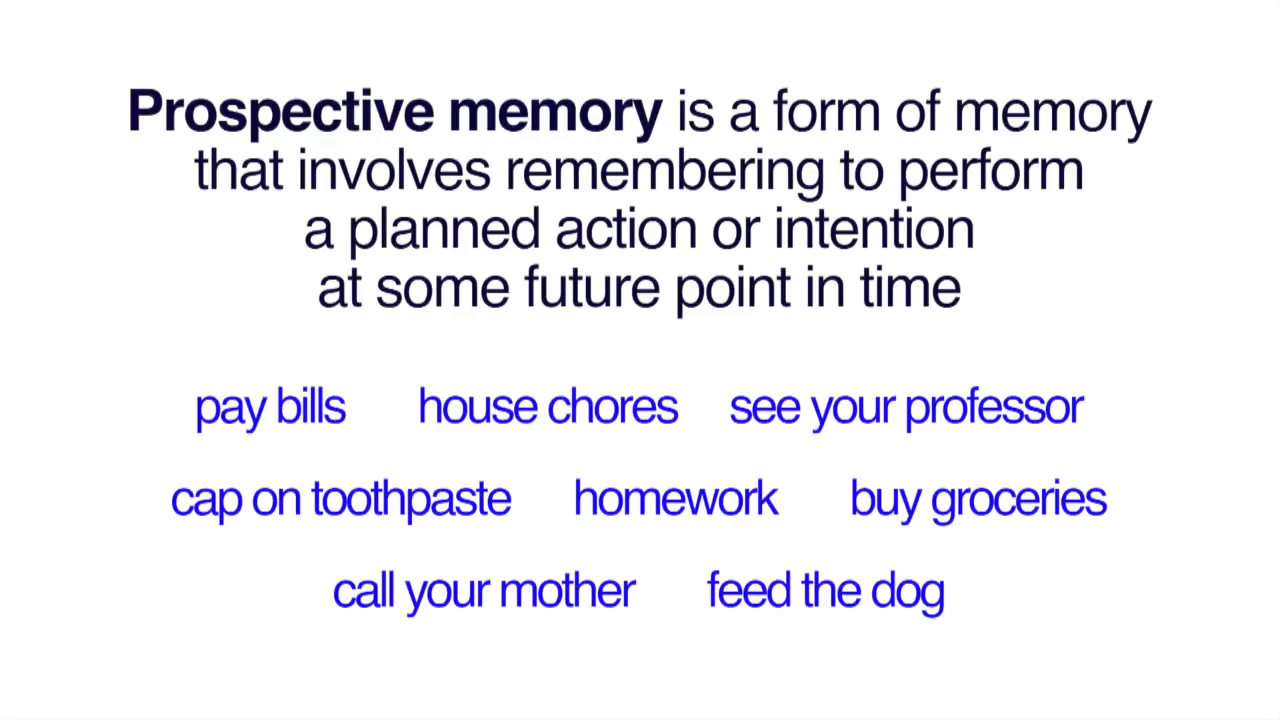 Prospective memory is a form of memory
that involves remembering to perform
a planned action or intention
at some future point in time
pay bills house chores see your professor
cap on toothpaste homework buy groceries
call your mother feed the dog